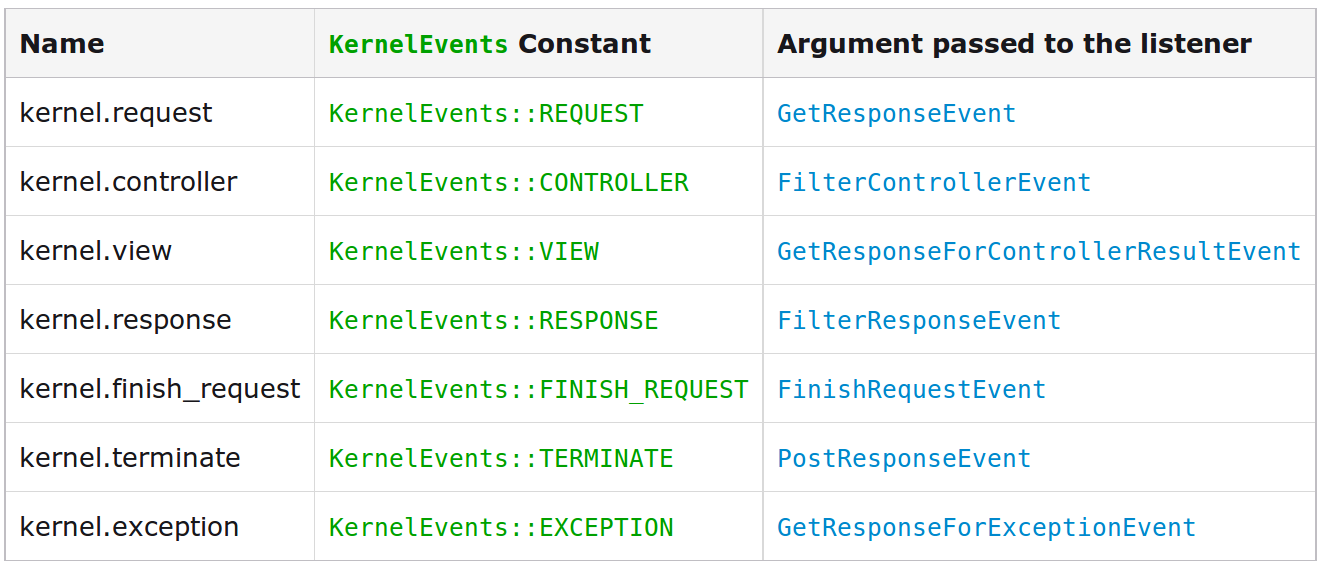 Name KernelEvents Constant Argument passed to the listener
kernel.request KernelEvents::REQUEST GetResponseEvent
kernel.controller KernelEvents::CONTROLLER FilterControllerEvent
kernel.view KernelEvents::VIEW GetResponseForControllerResultEvent
kernel.response KernelEvents::RESPONSE FilterResponseEvent
kernel.finish_request KernelEvents::FINISH_REQUEST FinishRequestEvent
kernel.terminate KernelEvents::TERMINATE PostResponseEvent
kernel.exception KernelEvents::EXCEPTION GetResponseForExceptionEvent